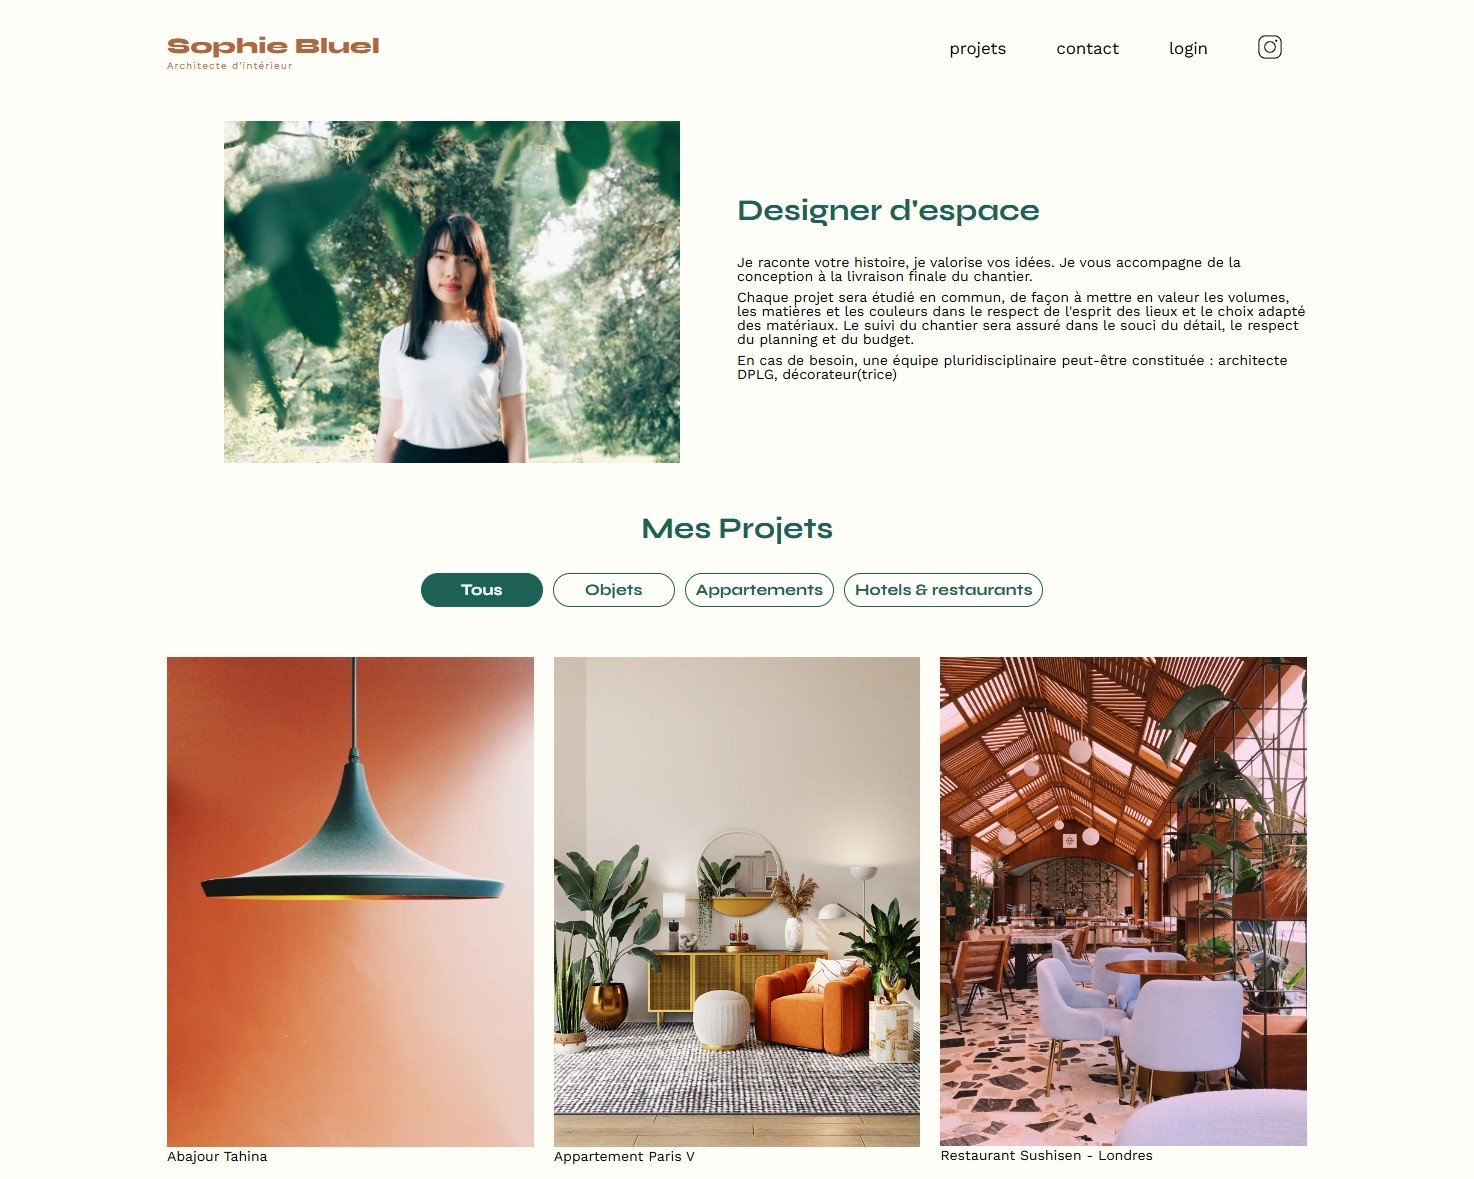 Sophie Bluel
Architecte d'intérieur
projets
contact
login
Designer d'espace
Je raconte votre histoire, je valorise vos idées. Je vous accompagne de la
conception à la livraison finale du chantier.
Chaque projet sera étudié en commun, de façon à mettre en valeur les volumes,
les matières et les couleurs dans le respect de l'esprit des lieux et le choix adapté
des matériaux. Le suivi du chantier sera assuré dans le souci du détail, le respect
du planning et du budget.
En cas de besoin, une équipe pluridisciplinaire peut-être constituée : architecte
DPLG, décorateur(trice)
Mes Projets
Tous
Objets
Appartements
Hotels & restaurants
Abajour Tahina
Appartement Paris V
Restaurant Sushisen - Londres